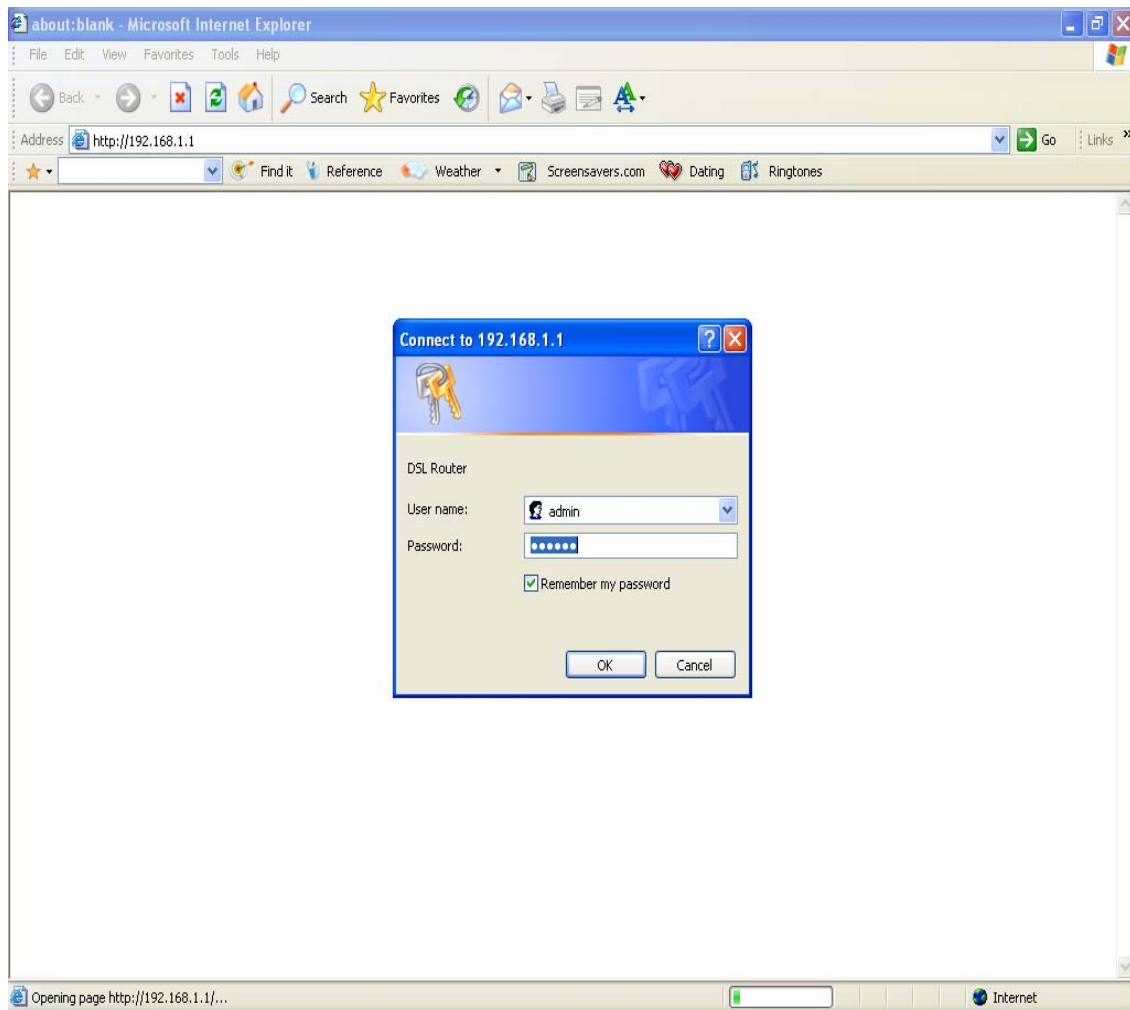 about:blank - Microsoft Internet Explorer
File Edit View Favorites Tools Help
Back Search Favorites
Address http://192.168.1.1 Go Links »
Find it Reference Weather Screensavers.com Dating Ringtones
Connect to 192.168.1.1
DSL Router
User name: admin
Password: ••••••
Remember my password
OK Cancel
Opening page http://192.168.1.1/... Internet